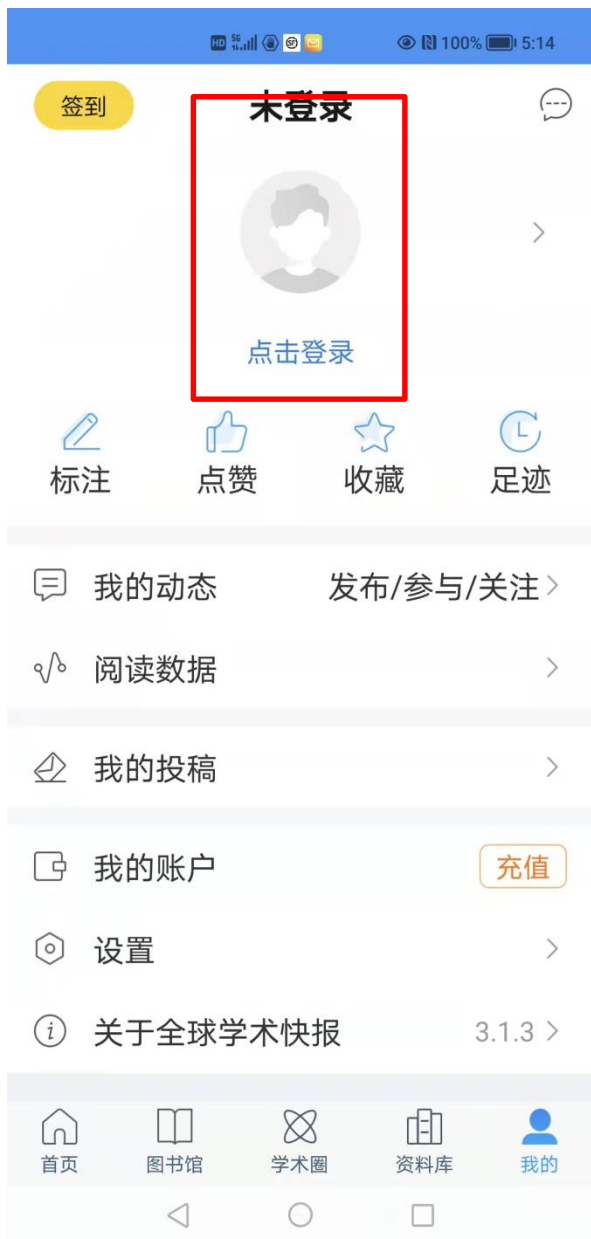 HD 5G 100% 5:14
签到 未登录
点击登录
标注 点赞 收藏 足迹
我的动态 发布/参与/关注
阅读数据
我的投稿
我的账户 充值
设置
关于全球学术快报 3.1.3
首页 图书馆 学术圈 资料库 我的